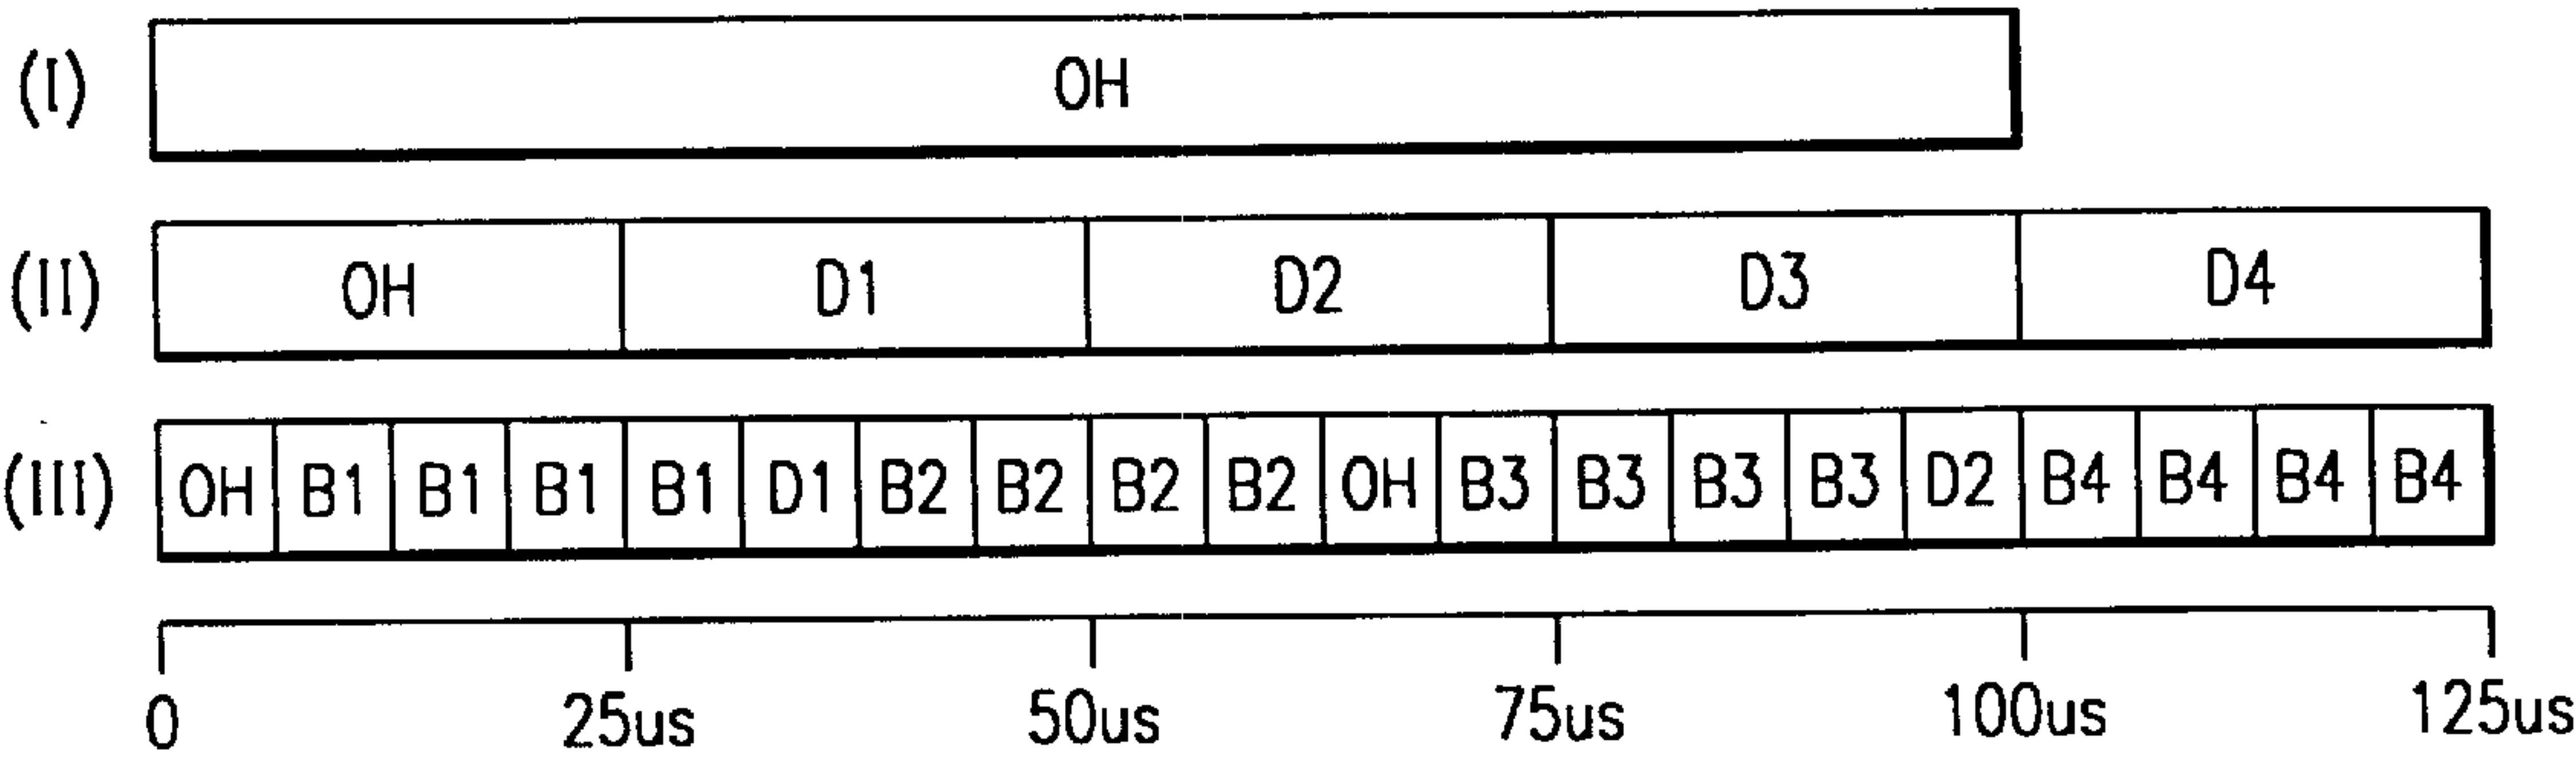 (I) OH
(II) OH D1 D2 D3 D4
(III) OH B1 B1 B1 B1 D1 B2 B2 B2 B2 OH B3 B3 B3 B3 D2 B4 B4 B4 B4
0 25us 50us 75us 100us 125us